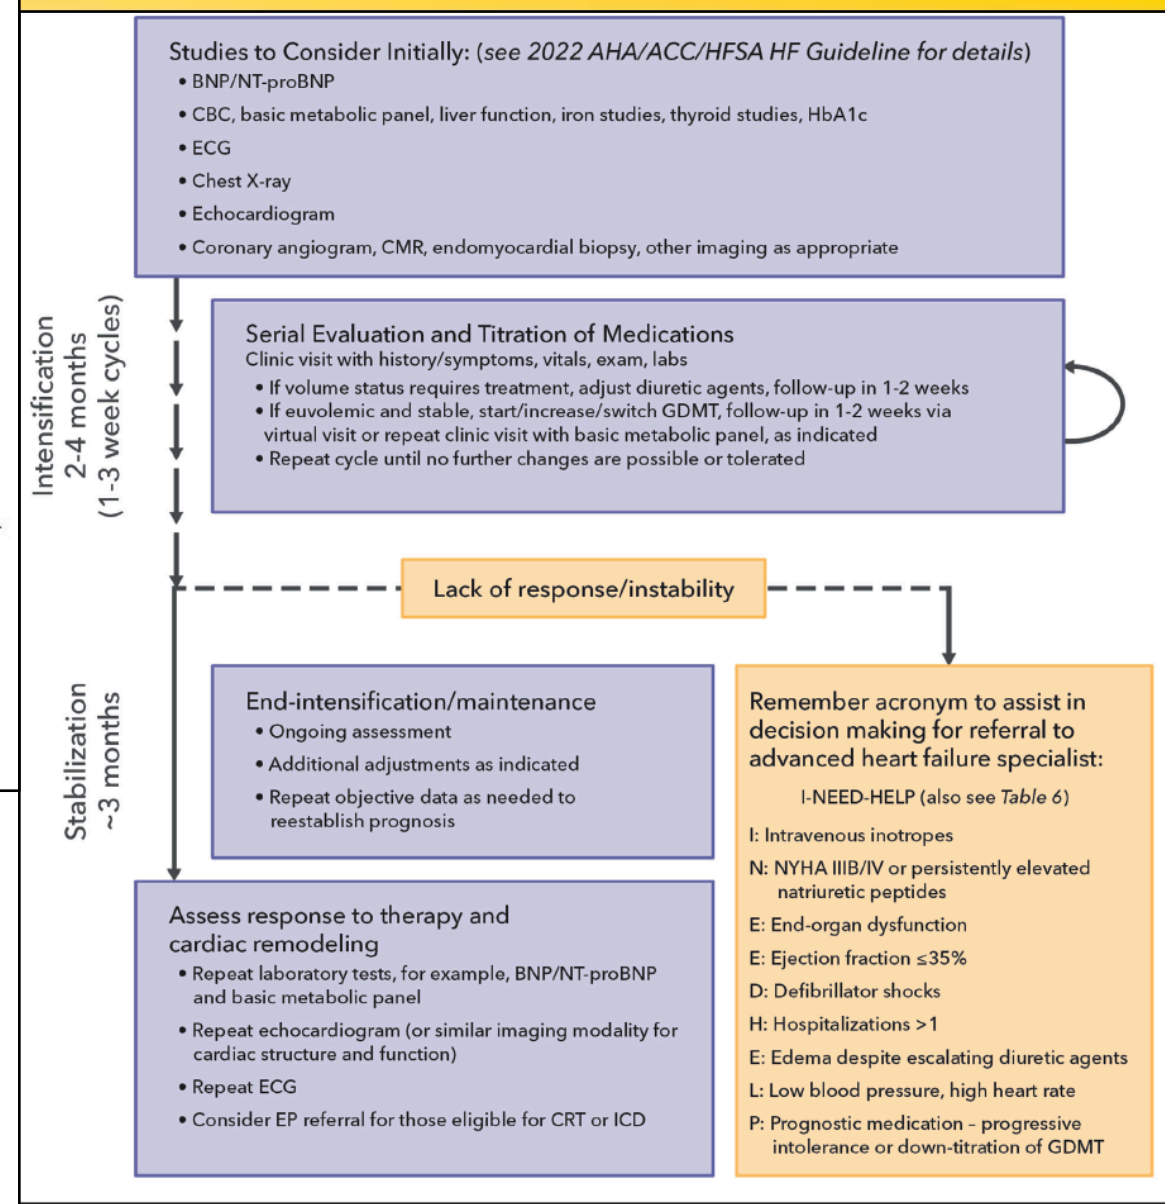 Studies to Consider Initially: (see 2022 AHA/ACC/HFSA HF Guideline for details)
• BNP/NT-proBNP
• CBC, basic metabolic panel, liver function, iron studies, thyroid studies, HbA1c
• ECG
• Chest X-ray
• Echocardiogram
• Coronary angiogram, CMR, endomyocardial biopsy, other imaging as appropriate
Intensification
2-4 months
(1-3 week cycles)
Serial Evaluation and Titration of Medications
Clinic visit with history/symptoms, vitals, exam, labs
• If volume status requires treatment, adjust diuretic agents, follow-up in 1-2 weeks
• If euvolemic and stable, start/increase/switch GDMT, follow-up in 1-2 weeks via
virtual visit or repeat clinic visit with basic metabolic panel, as indicated
• Repeat cycle until no further changes are possible or tolerated
Lack of response/instability
Stabilization
~3 months
End-intensification/maintenance
• Ongoing assessment
• Additional adjustments as indicated
• Repeat objective data as needed to
reestablish prognosis
Assess response to therapy and
cardiac remodeling
• Repeat laboratory tests, for example, BNP/NT-proBNP
and basic metabolic panel
• Repeat echocardiogram (or similar imaging modality for
cardiac structure and function)
• Repeat ECG
• Consider EP referral for those eligible for CRT or ICD
Remember acronym to assist in
decision making for referral to
advanced heart failure specialist:
I-NEED-HELP (also see Table 6)
I: Intravenous inotropes
N: NYHA IIIB/IV or persistently elevated
natriuretic peptides
E: End-organ dysfunction
E: Ejection fraction ≤35%
D: Defibrillator shocks
H: Hospitalizations >1
E: Edema despite escalating diuretic agents
L: Low blood pressure, high heart rate
P: Prognostic medication – progressive
intolerance or down-titration of GDMT